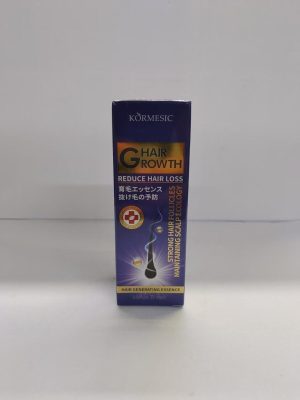 KORMESIC
HAIR
GROWTH
REDUCE HAIR LOSS
育毛エッセンス
抜け毛の予防
STRONG HAIR FOLLICLES
MAINTAINING SCALP ECOLOGY
HAIR GENERATING ESSENCE